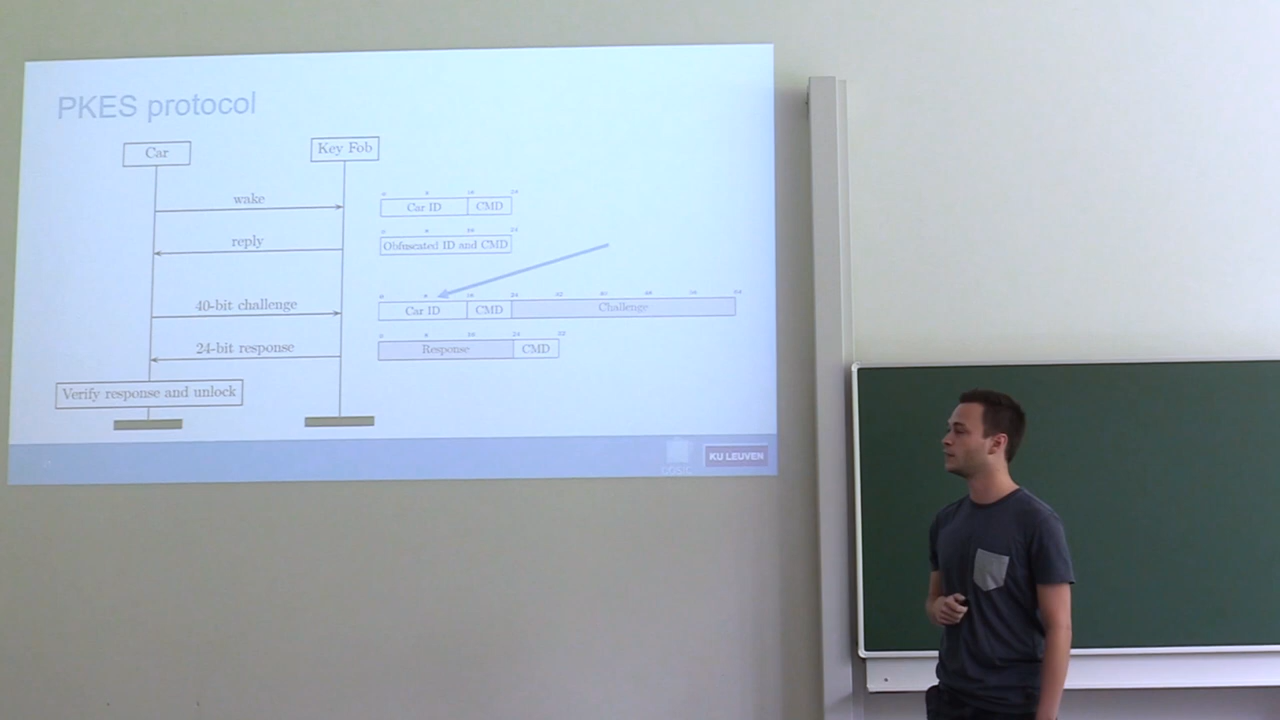 PKES protocol
Car
Key Fob
wake
Car ID CMD
reply
Obfuscated ID and CMD
40-bit challenge
Car ID CMD Challenge
24-bit response
Response CMD
Verify response and unlock
KU LEUVEN
COSIC